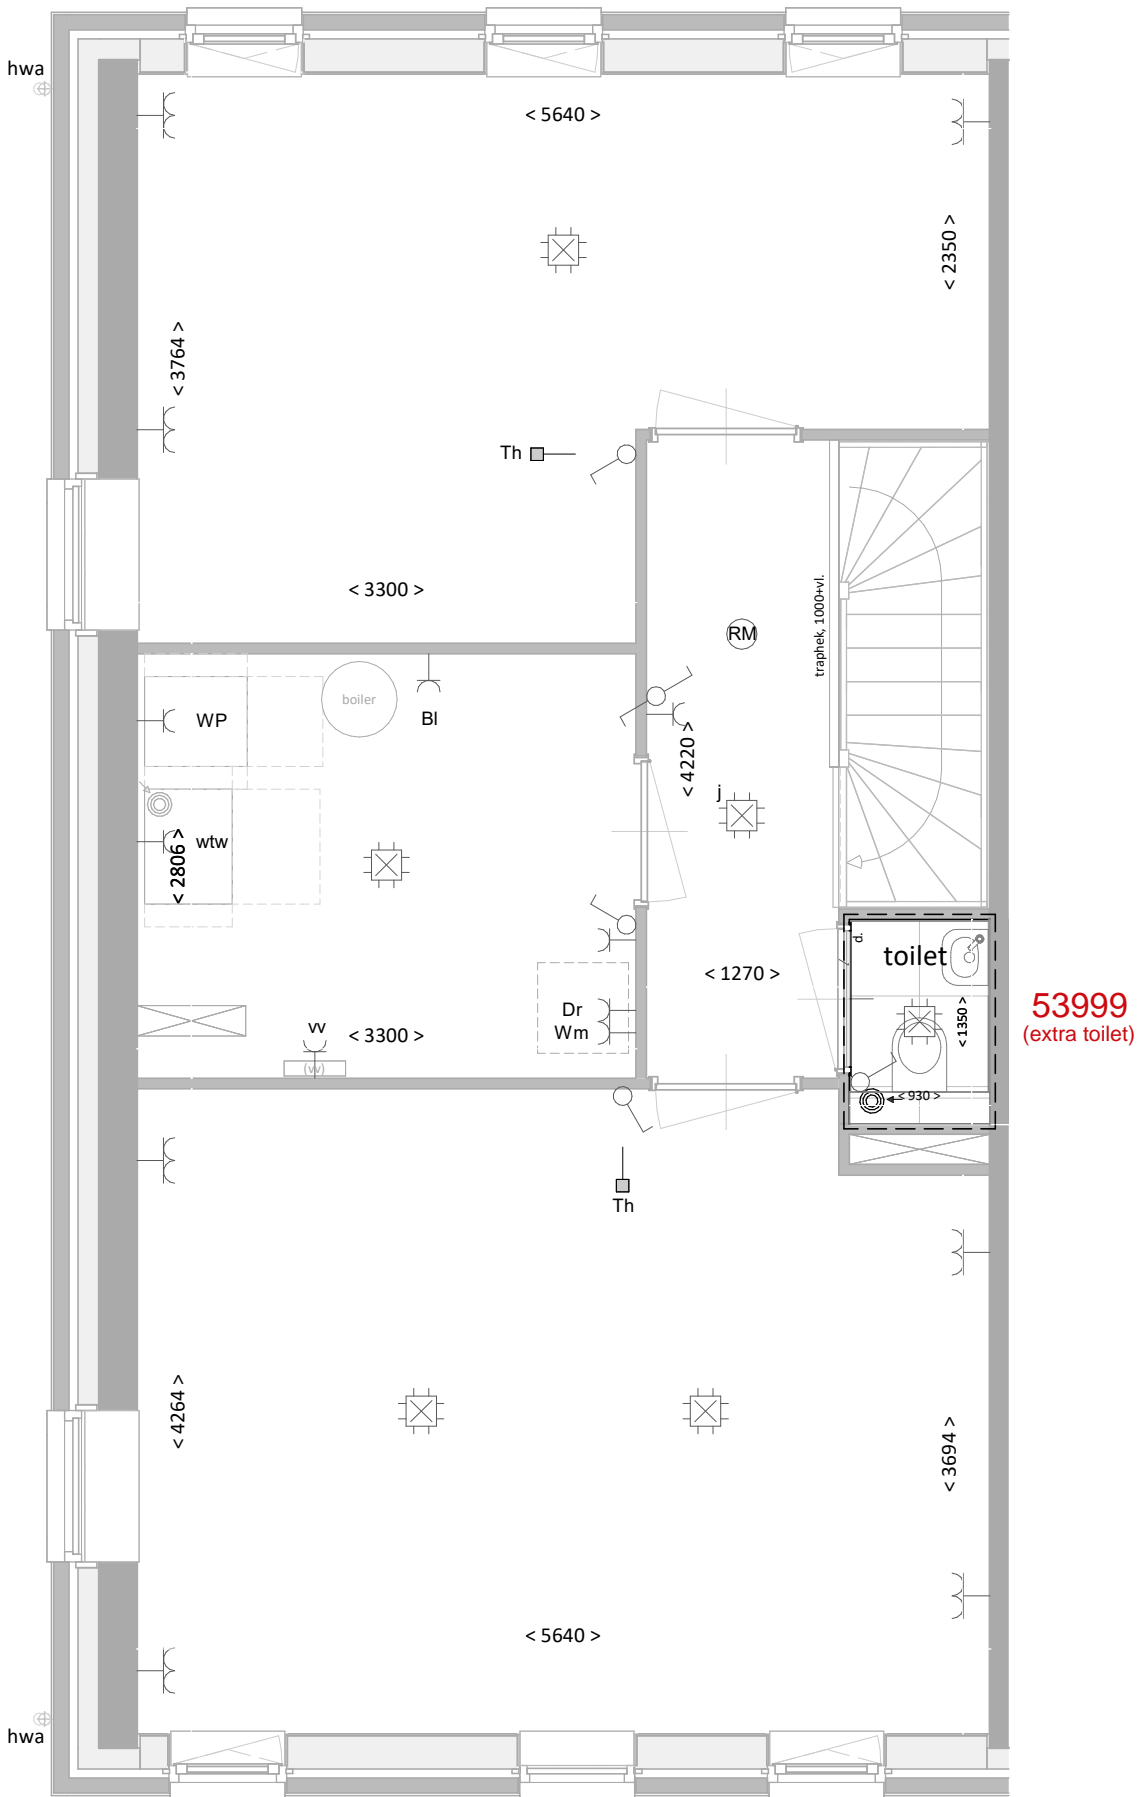 hwa
< 5640 >
< 2350 >
< 3764 >
Th
< 3300 >
RM
traphek, 1000+vl.
boiler
WP
Bl
< 4220 >
j
wtw
< 2806 >
d.
toilet
< 1270 >
53999
(extra toilet)
< 1350 >
Dr
Wm
vv
(vv)
< 3300 >
< 930 >
Th
< 4264 >
< 3694 >
< 5640 >
hwa